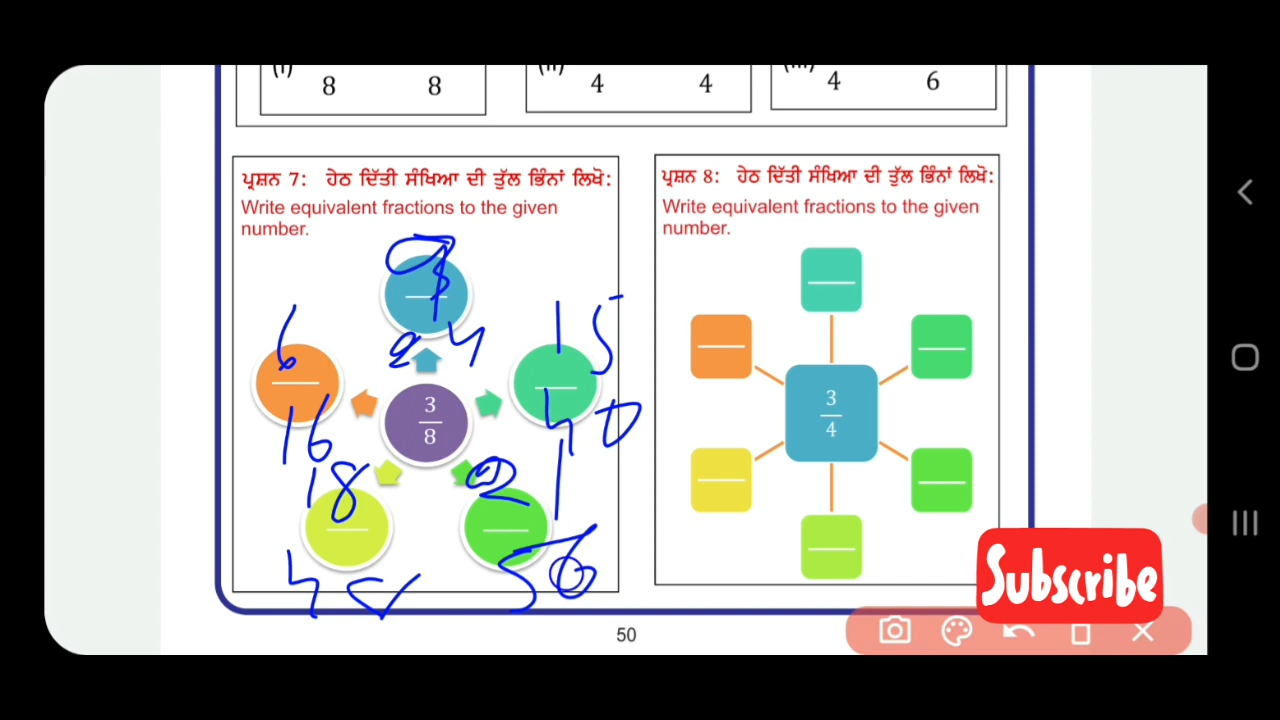 (i)
8 8
(ii)
4 4
(iii)
4 6
ਪ੍ਰਸ਼ਨ 7: ਹੇਠ ਦਿੱਤੀ ਸੰਖਿਆ ਦੀ ਤੁੱਲ ਭਿੰਨਾਂ ਲਿਖੋ:
Write equivalent fractions to the given
number.
9
24
6
16
15
40
3
8
18
21
56
ਪ੍ਰਸ਼ਨ 8: ਹੇਠ ਦਿੱਤੀ ਸੰਖਿਆ ਦੀ ਤੁੱਲ ਭਿੰਨਾਂ ਲਿਖੋ:
Write equivalent fractions to the given
number.
3
4
Subscribe
50